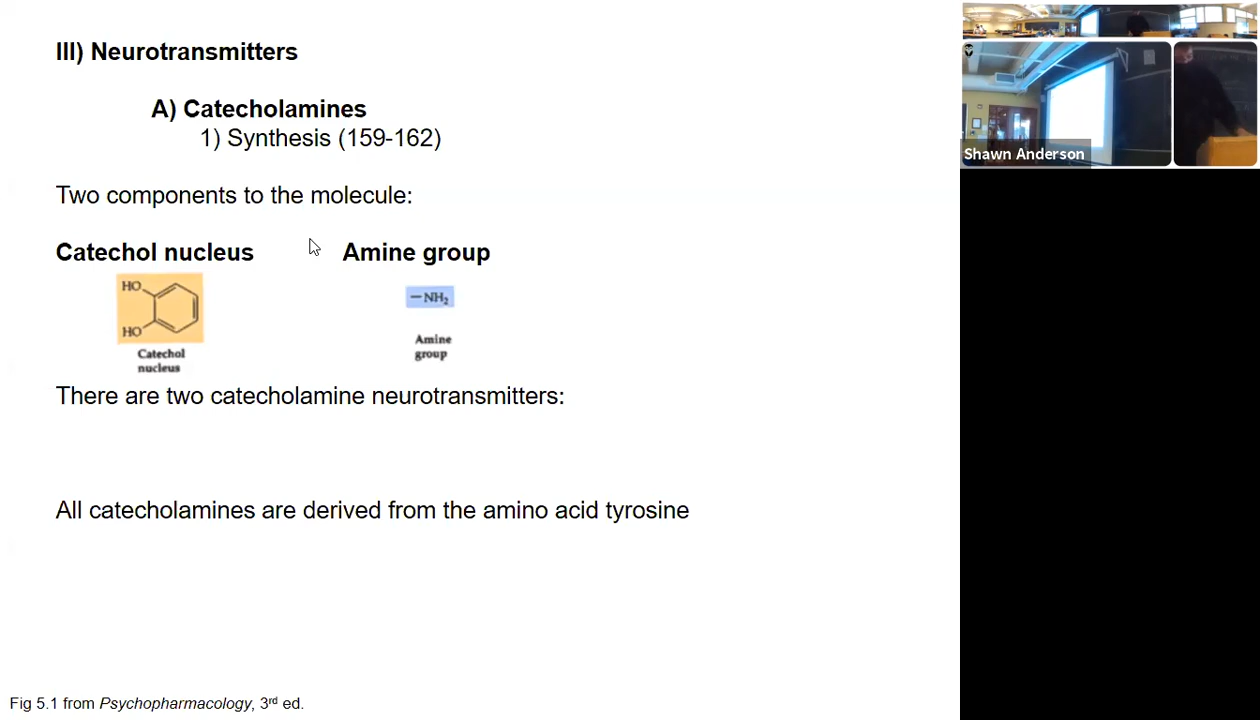 III) Neurotransmitters
A) Catecholamines
1) Synthesis (159-162)
Two components to the molecule:
Catechol nucleus
Amine group
HO
HO
Catechol
nucleus
—NH₂
Amine
group
There are two catecholamine neurotransmitters:
All catecholamines are derived from the amino acid tyrosine
Fig 5.1 from Psychopharmacology, 3rd ed.
Shawn Anderson